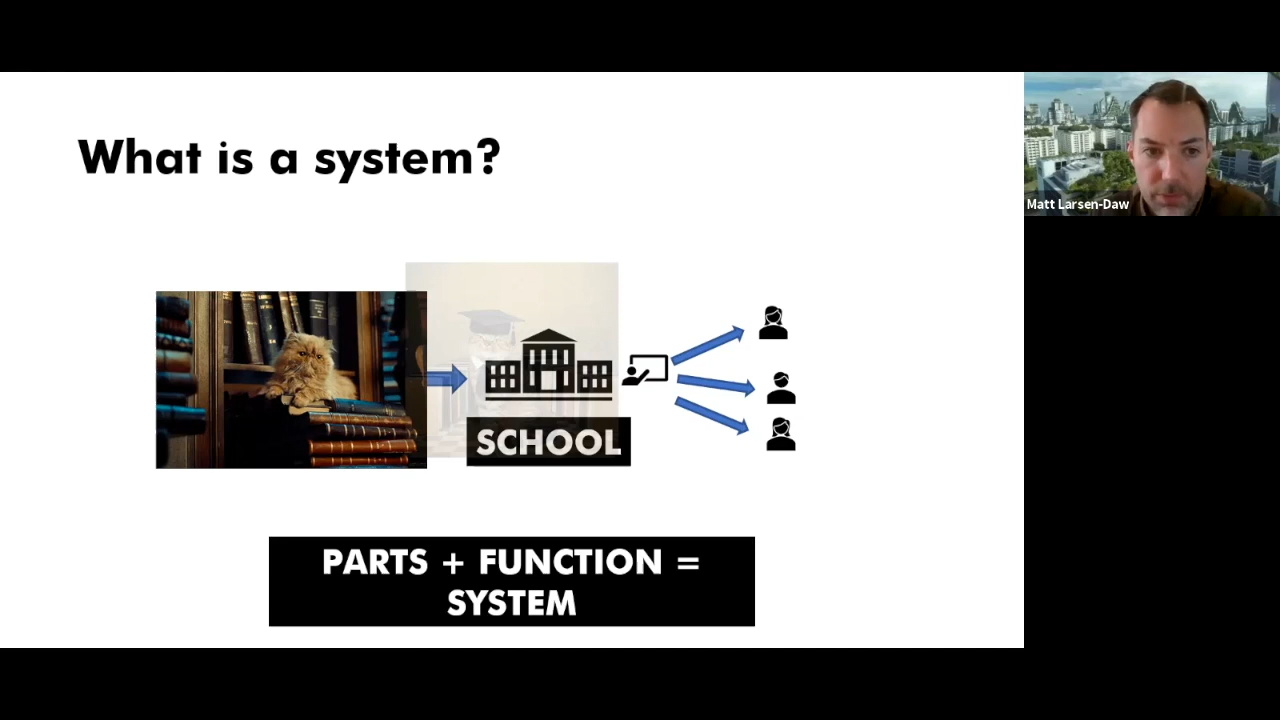 What is a system?
Matt Larsen-Daw
SCHOOL
PARTS + FUNCTION =
SYSTEM